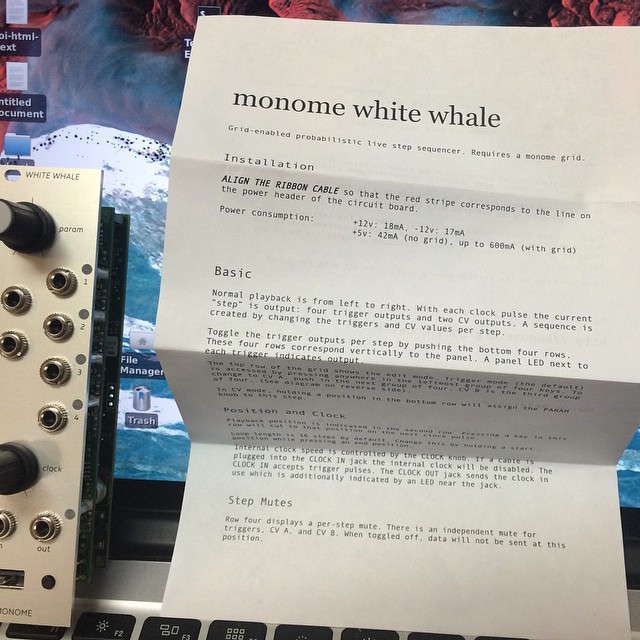 oi-html-
ext
ntitled
ocument
WHITE WHALE
param
1
2
3
4
clock
out
MONOME
File
Manager
Trash
F2
F3
monome white whale
Grid-enabled probabilistic live step sequencer. Requires a monome grid.
Installation
ALIGN THE RIBBON CABLE so that the red stripe corresponds to the line on
the power header of the circuit board.
Power consumption: +12v: 18mA, -12v: 17mA
+5v: 42mA (no grid), up to 600mA (with grid)
Basic
Normal playback is from left to right. With each clock pulse the current
"step" is output: four trigger outputs and two CV outputs. A sequence is
created by changing the triggers and CV values per step.
Toggle the trigger outputs per step by pushing the bottom four rows.
These four rows correspond vertically to the panel. A panel LED next to
each trigger indicates output.
The top row of the grid shows the edit mode. Trigger mode (the default)
is accessed by pressing any key in the leftmost group of four keys. To
change to CV A, push in the next group over. CV B is the third group
of four. (See diagram on reverse side)
In CV mode, holding a position in the bottom row will assign the PARAM
knob to this step.
Position and Clock
Playback position is indicated in the second row. Pressing a key in this
row will cut to this position on the next clock pulse.
Loop length is 16 steps by default. Change this by holding a start
position while pressing an end position.
Internal clock speed is controlled by the CLOCK knob. If a cable is
plugged into the CLOCK IN jack the internal clock will be disabled. The
CLOCK IN accepts trigger pulses. The CLOCK OUT jack sends the clock in
use which is additionally indicated by an LED near the jack.
Step Mutes
Row four displays a per-step mute. There is an independent mute for
triggers, CV A, and CV B. When toggled off, data will not be sent at this
position.